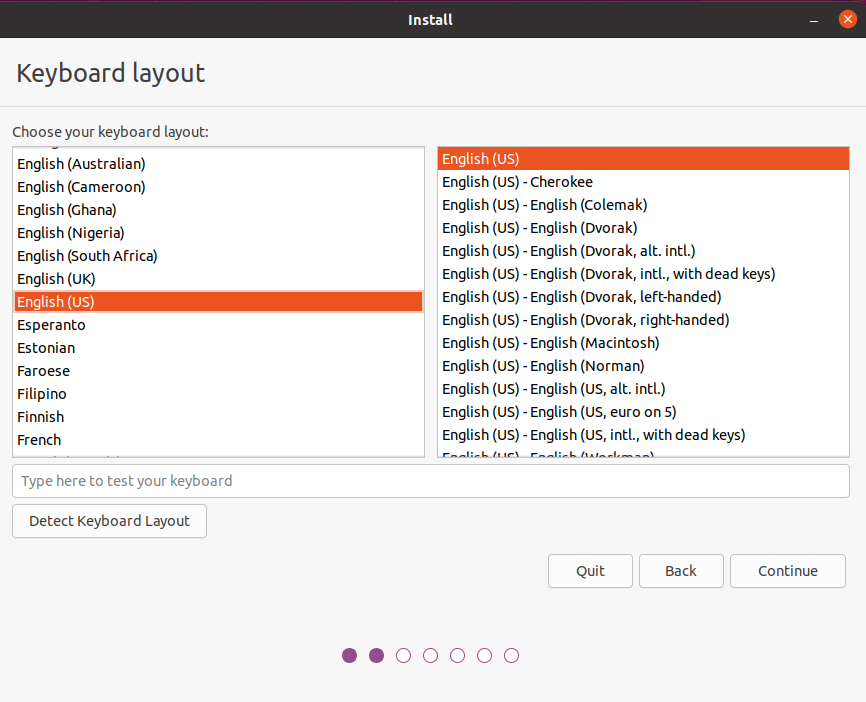 Install
Keyboard layout
Choose your keyboard layout:
English (Australian)
English (Cameroon)
English (Ghana)
English (Nigeria)
English (South Africa)
English (UK)
English (US)
Esperanto
Estonian
Faroese
Filipino
Finnish
French
English (US)
English (US) - Cherokee
English (US) - English (Colemak)
English (US) - English (Dvorak)
English (US) - English (Dvorak, alt. intl.)
English (US) - English (Dvorak, intl., with dead keys)
English (US) - English (Dvorak, left-handed)
English (US) - English (Dvorak, right-handed)
English (US) - English (Macintosh)
English (US) - English (Norman)
English (US) - English (US, alt. intl.)
English (US) - English (US, euro on 5)
English (US) - English (US, intl., with dead keys)
English (US) - English (Workman)
Type here to test your keyboard
Detect Keyboard Layout
Quit
Back
Continue